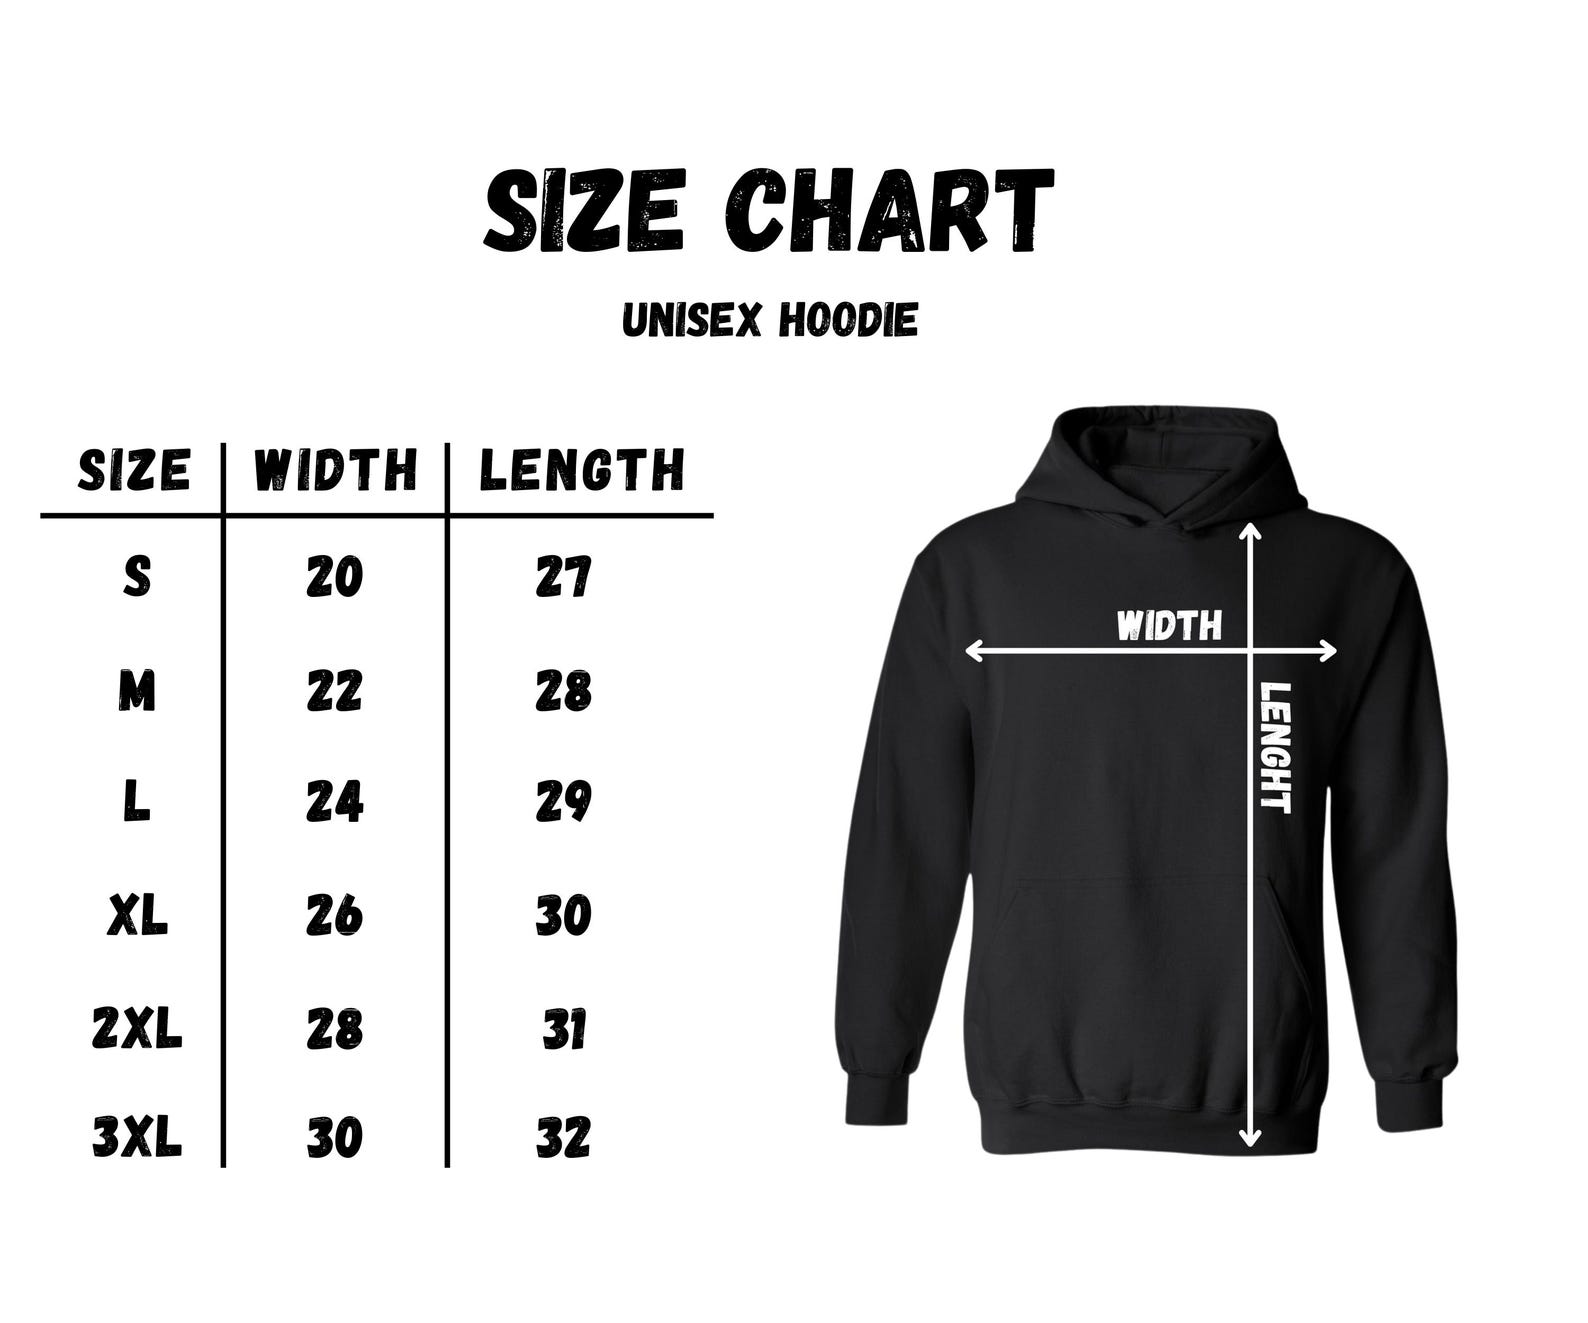 SIZE CHART
UNISEX HOODIE
SIZE WIDTH LENGTH
S 20 27
M 22 28
L 24 29
XL 26 30
2XL 28 31
3XL 30 32
WIDTH
LENGHT